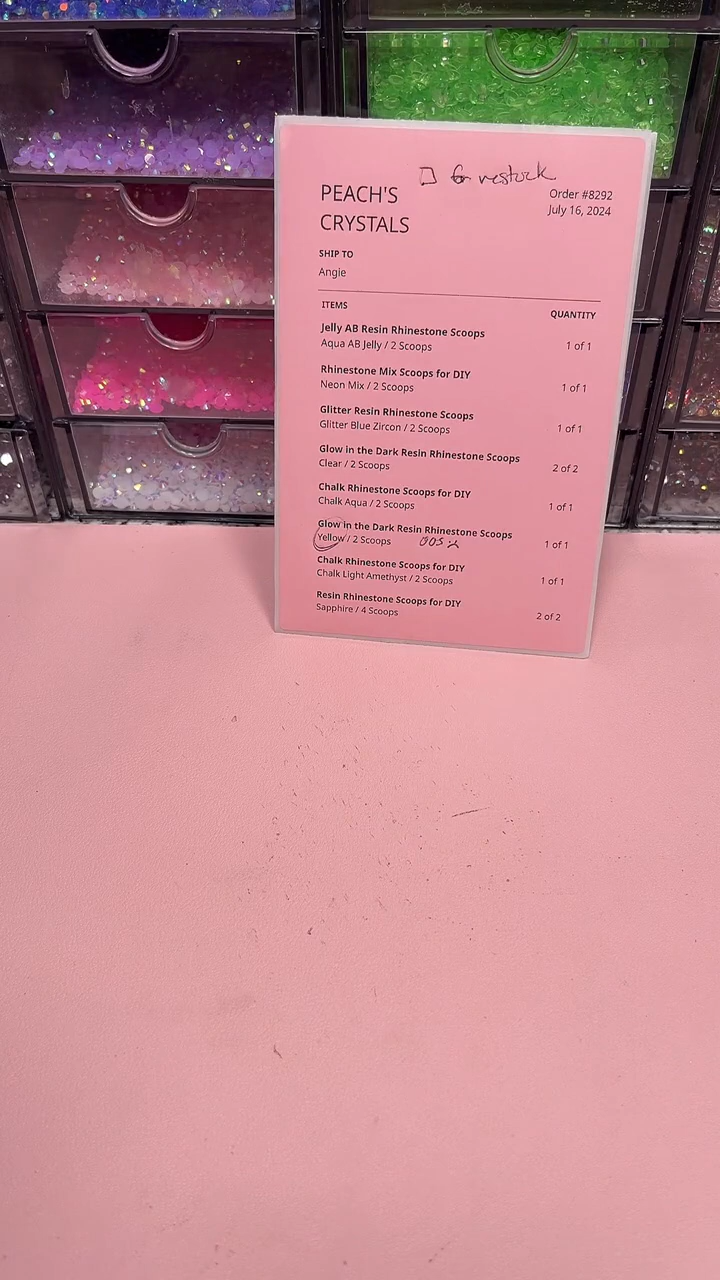 for restock
PEACH'S
CRYSTALS
Order #8292
July 16, 2024
SHIP TO
Angie
ITEMS QUANTITY
Jelly AB Resin Rhinestone Scoops
Aqua AB Jelly / 2 Scoops 1 of 1
Rhinestone Mix Scoops for DIY
Neon Mix / 2 Scoops 1 of 1
Glitter Resin Rhinestone Scoops
Glitter Blue Zircon / 2 Scoops 1 of 1
Glow in the Dark Resin Rhinestone Scoops
Clear / 2 Scoops 2 of 2
Chalk Rhinestone Scoops for DIY
Chalk Aqua / 2 Scoops 1 of 1
Glow in the Dark Resin Rhinestone Scoops
Yellow / 2 Scoops OOS :( 1 of 1
Chalk Rhinestone Scoops for DIY
Chalk Light Amethyst / 2 Scoops 1 of 1
Resin Rhinestone Scoops for DIY
Sapphire / 4 Scoops 2 of 2